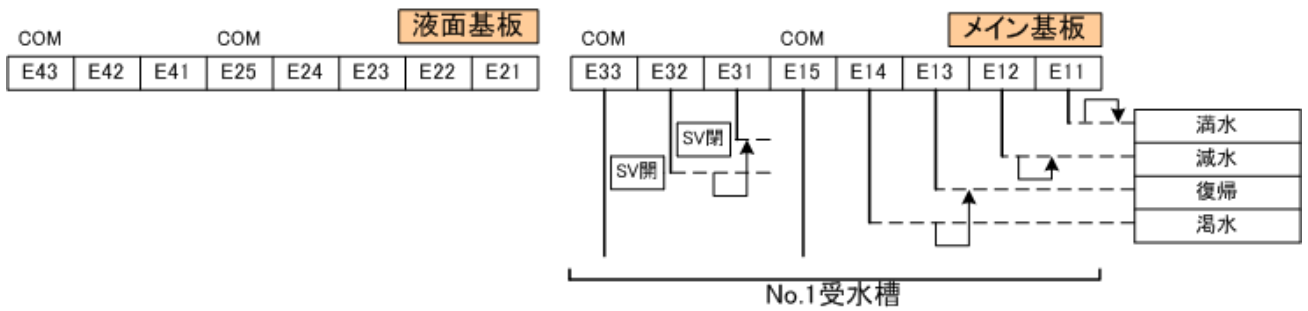 液面基板
メイン基板
COM COM COM COM
E43 E42 E41 E25 E24 E23 E22 E21 E33 E32 E31 E15 E14 E13 E12 E11
満水
SV閉
減水
SV開
復帰
渇水
No.1受水槽